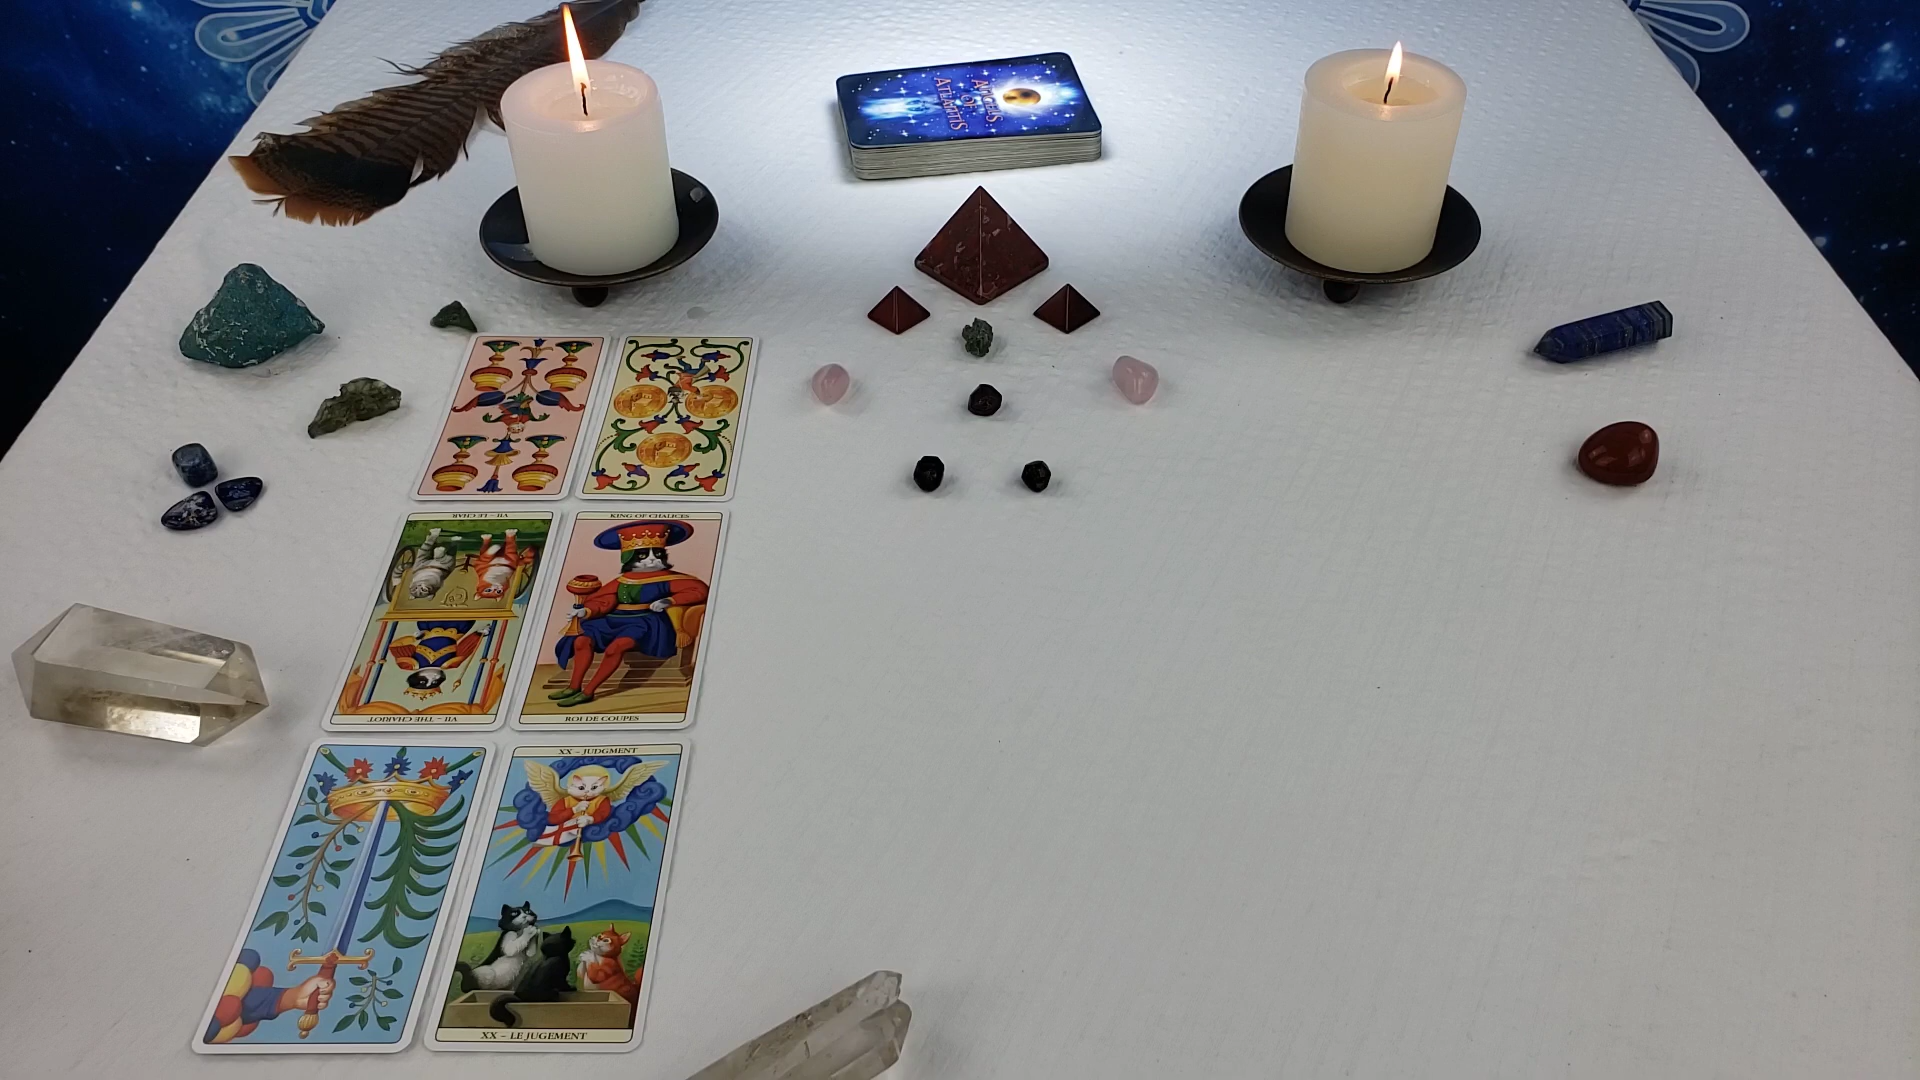 ANGELS
OF
ATLANTIS
VII - LE CHAR
KING OF CHALICES
VII - THE CHARIOT
ROI DE COUPES
XX - JUDGMENT
XX - LE JUGEMENT